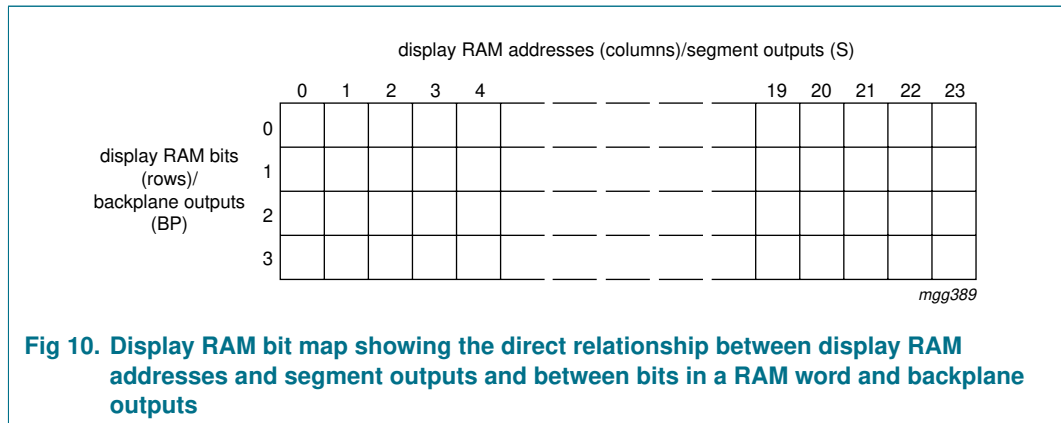 display RAM addresses (columns)/segment outputs (S)
0 1 2 3 4 19 20 21 22 23
0
display RAM bits
1
(rows)/
backplane outputs
2
(BP)
3
mgg389
Fig 10. Display RAM bit map showing the direct relationship between display RAM
addresses and segment outputs and between bits in a RAM word and backplane
outputs